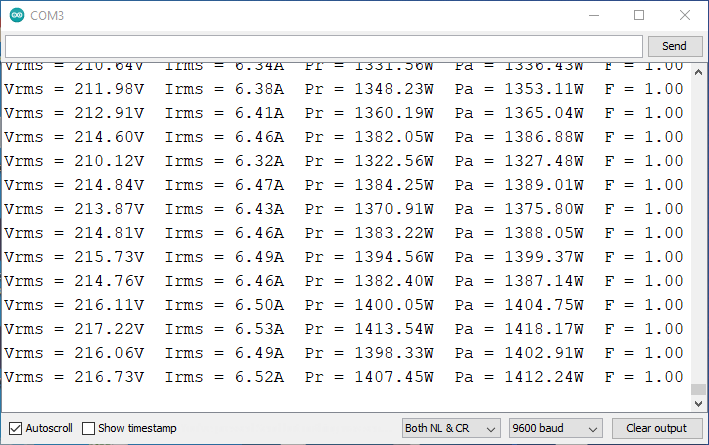 COM3
Send
Vrms = 210.64V  Irms = 6.34A  Pr = 1331.56W  Pa = 1336.43W  F = 1.00
Vrms = 211.98V  Irms = 6.38A  Pr = 1348.23W  Pa = 1353.11W  F = 1.00
Vrms = 212.91V  Irms = 6.41A  Pr = 1360.19W  Pa = 1365.04W  F = 1.00
Vrms = 214.60V  Irms = 6.46A  Pr = 1382.05W  Pa = 1386.88W  F = 1.00
Vrms = 210.12V  Irms = 6.32A  Pr = 1322.56W  Pa = 1327.48W  F = 1.00
Vrms = 214.84V  Irms = 6.47A  Pr = 1384.25W  Pa = 1389.01W  F = 1.00
Vrms = 213.87V  Irms = 6.43A  Pr = 1370.91W  Pa = 1375.80W  F = 1.00
Vrms = 214.81V  Irms = 6.46A  Pr = 1383.22W  Pa = 1388.05W  F = 1.00
Vrms = 215.73W  Irms = 6.49A  Pr = 1394.56W  Pa = 1399.37W  F = 1.00
Vrms = 214.76V  Irms = 6.46A  Pr = 1382.40W  Pa = 1387.14W  F = 1.00
Vrms = 216.11V  Irms = 6.50A  Pr = 1400.05W  Pa = 1404.75W  F = 1.00
Vrms = 217.22V  Irms = 6.53A  Pr = 1413.54W  Pa = 1418.17W  F = 1.00
Vrms = 216.06V  Irms = 6.49A  Pr = 1398.33W  Pa = 1402.91W  F = 1.00
Vrms = 216.73V  Irms = 6.52A  Pr = 1407.45W  Pa = 1412.24W  F = 1.00
Autoscroll  Show timestamp  Both NL & CR  9600 baud  Clear output